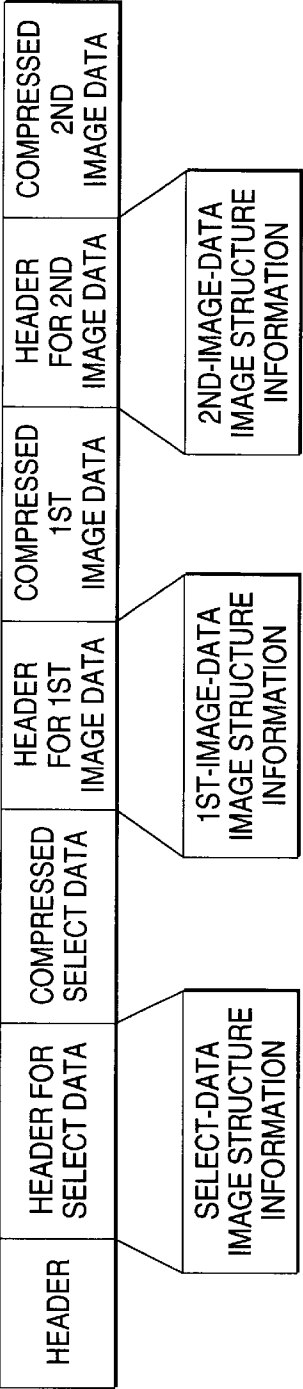 HEADER
HEADER FOR
SELECT DATA
COMPRESSED
SELECT DATA
HEADER
FOR 1ST
IMAGE DATA
COMPRESSED
1ST
IMAGE DATA
HEADER
FOR 2ND
IMAGE DATA
COMPRESSED
2ND
IMAGE DATA
SELECT-DATA
IMAGE STRUCTURE
INFORMATION
1ST-IMAGE-DATA
IMAGE STRUCTURE
INFORMATION
2ND-IMAGE-DATA
IMAGE STRUCTURE
INFORMATION